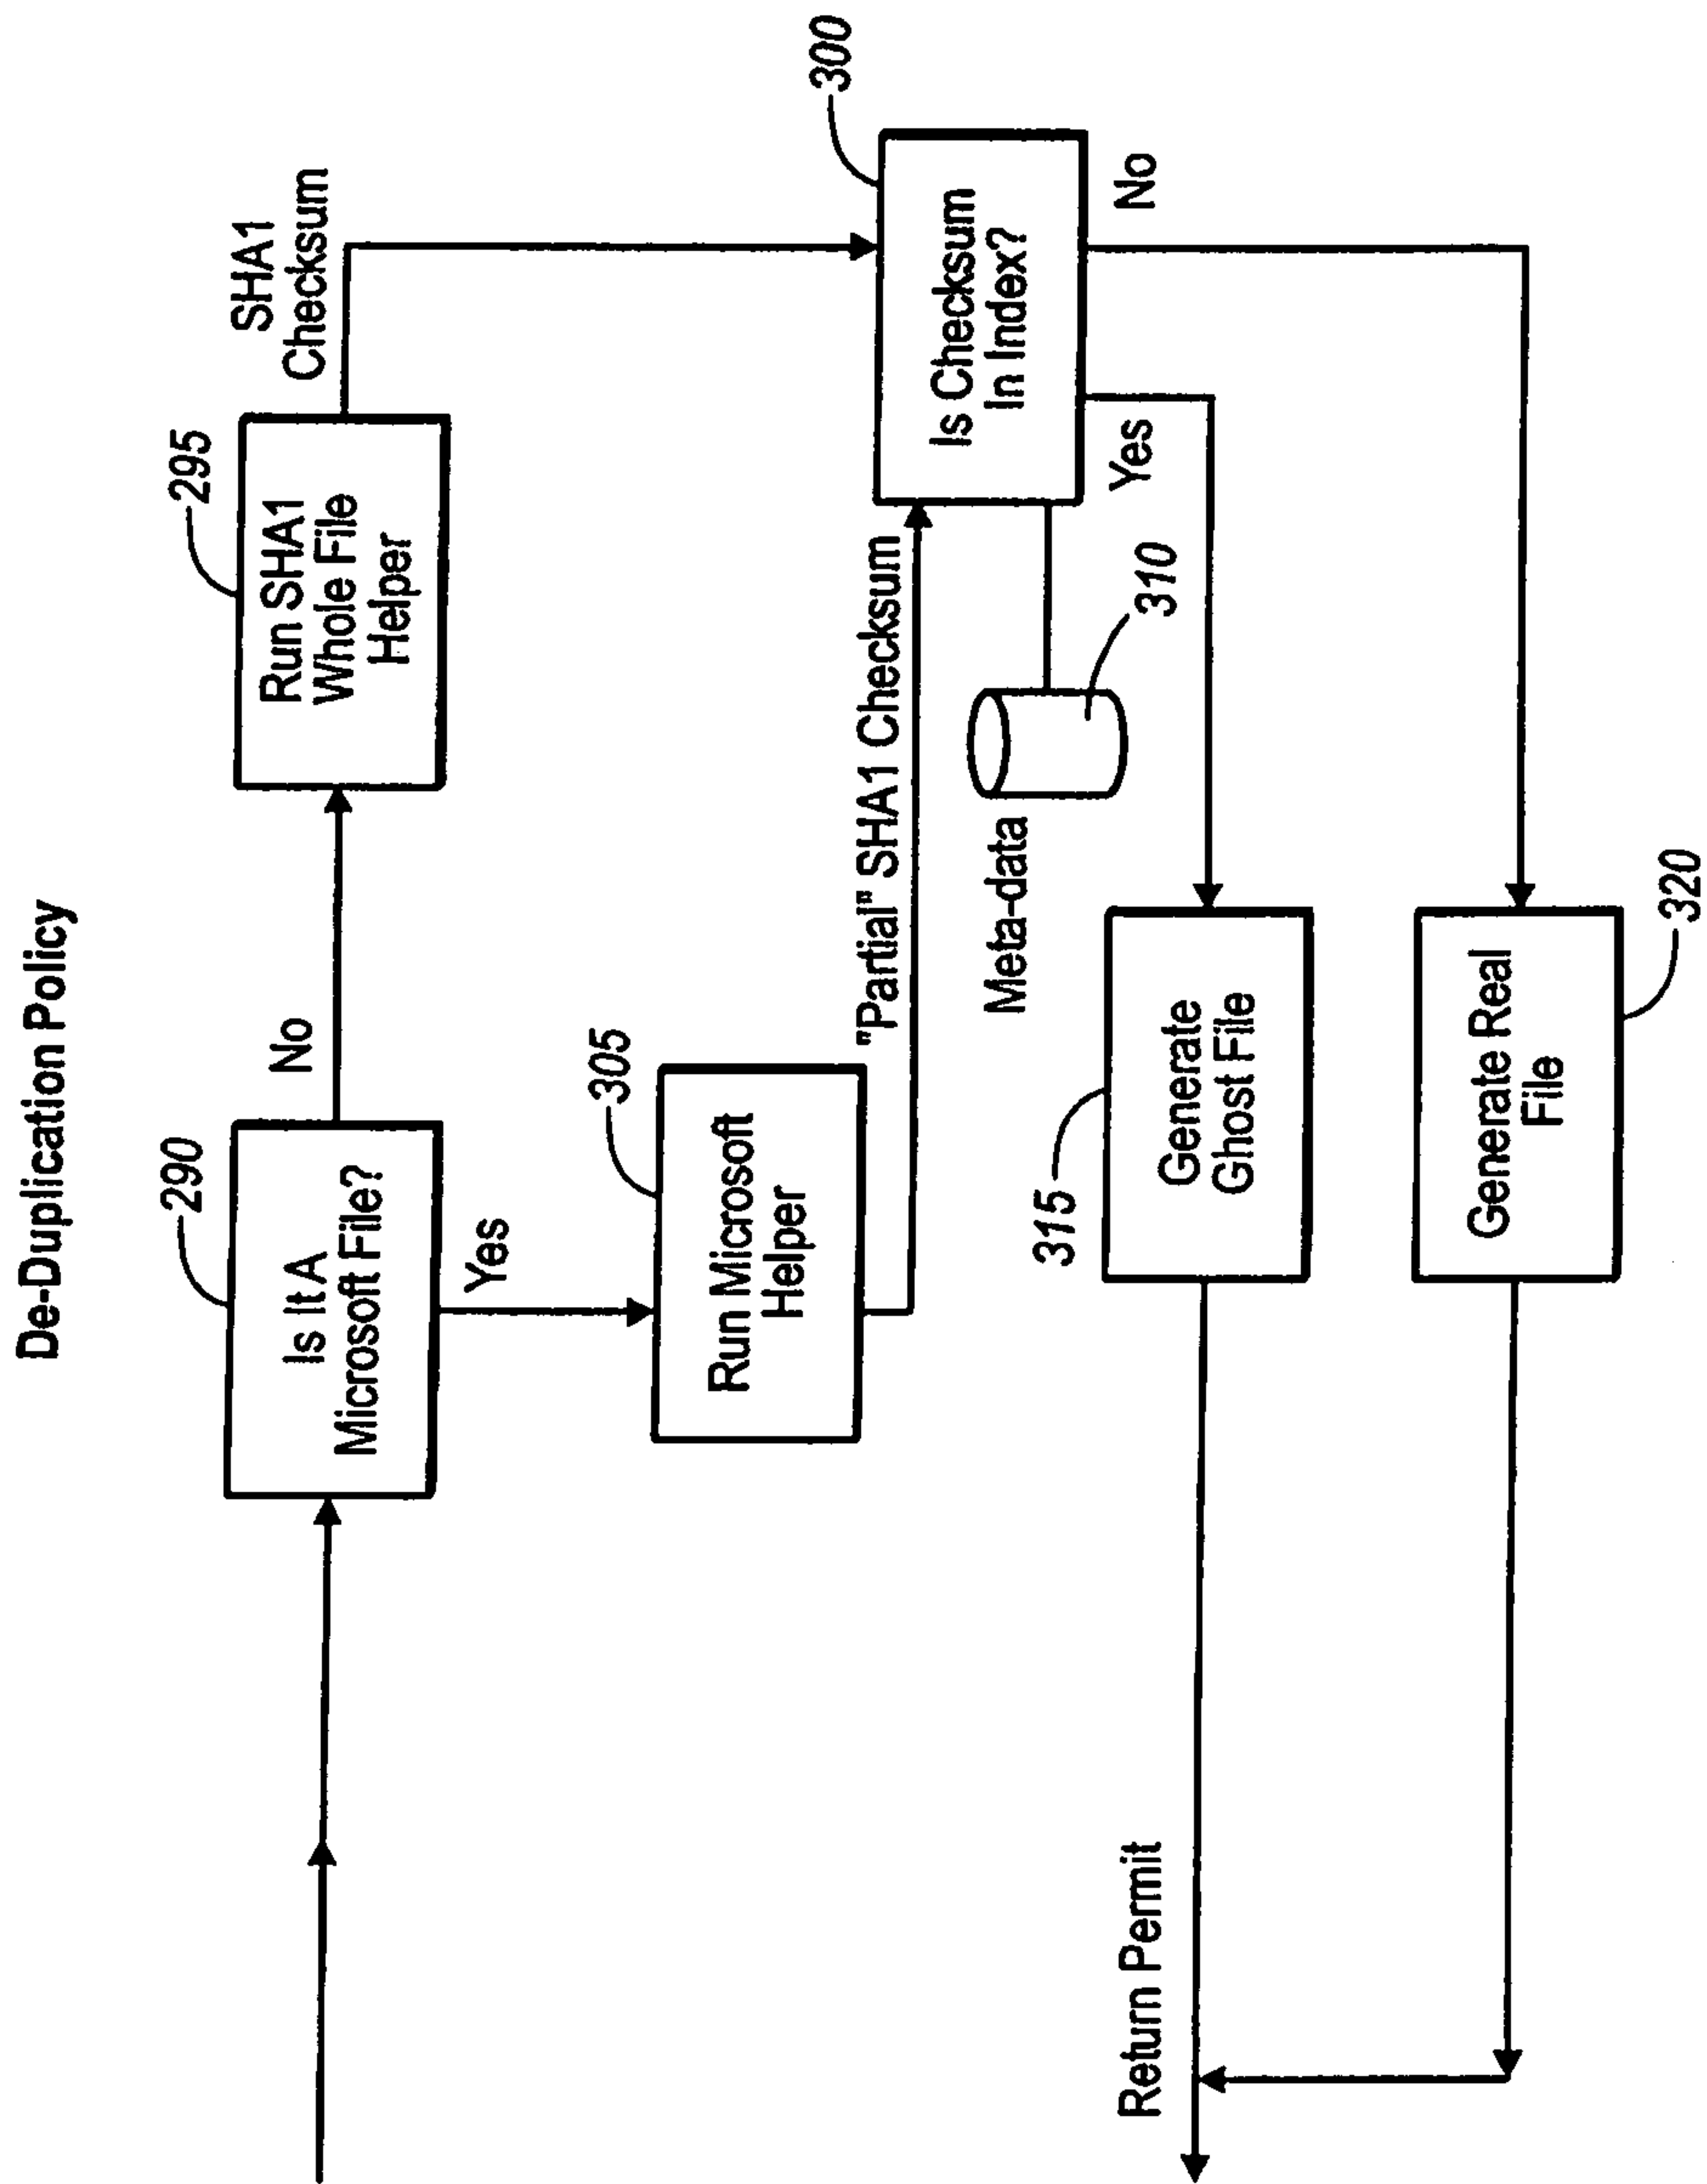 De-Duplication Policy
290
Is It A
Microsoft File?
No
Yes
295
Run SHA1
Whole File
Helper
SHA1
Checksum
305
Run Microsoft
Helper
"Partial" SHA1 Checksum
300
Is Checksum
In Index?
Meta-data
310
Yes
No
315
Generate
Ghost File
Generate Real
File
320
Return Permit